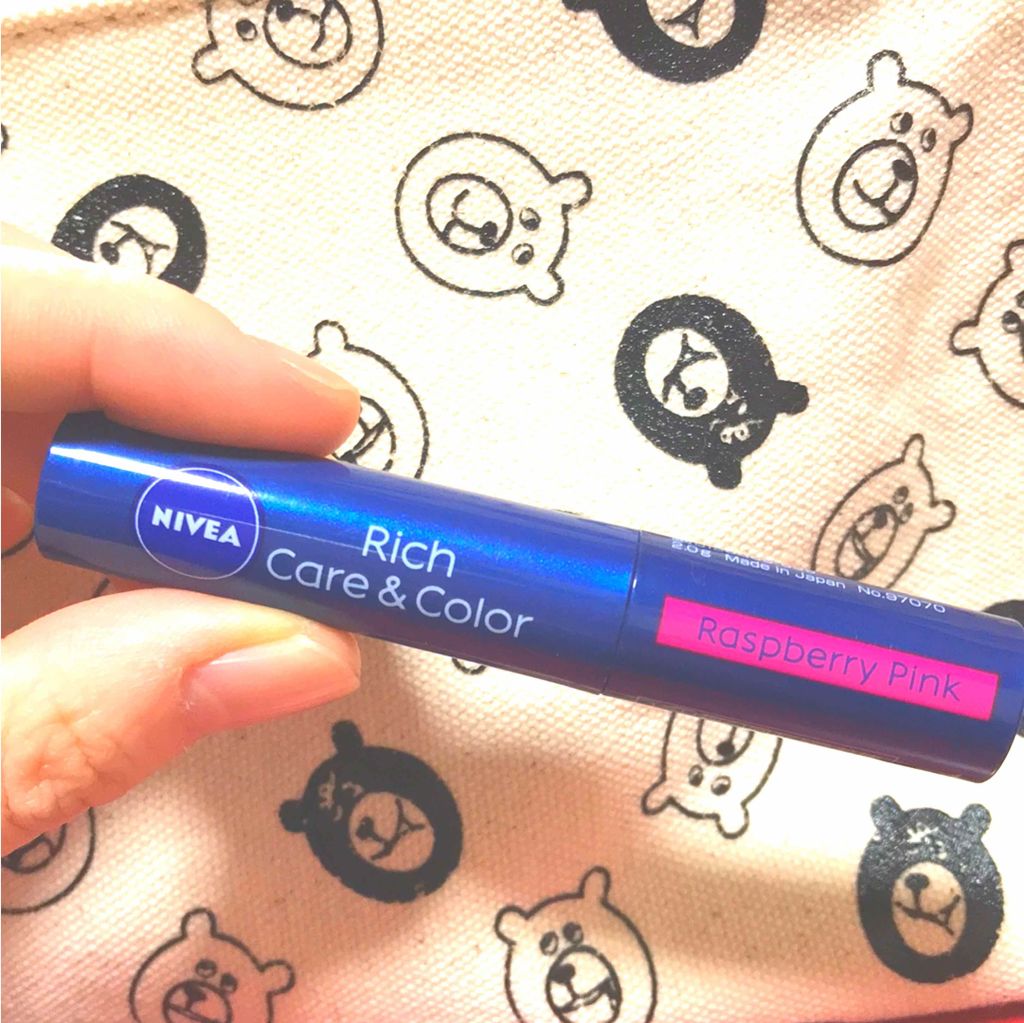 NIVEA
Rich
Care & Color
2.0g Made in Japan No.97070
Raspberry Pink